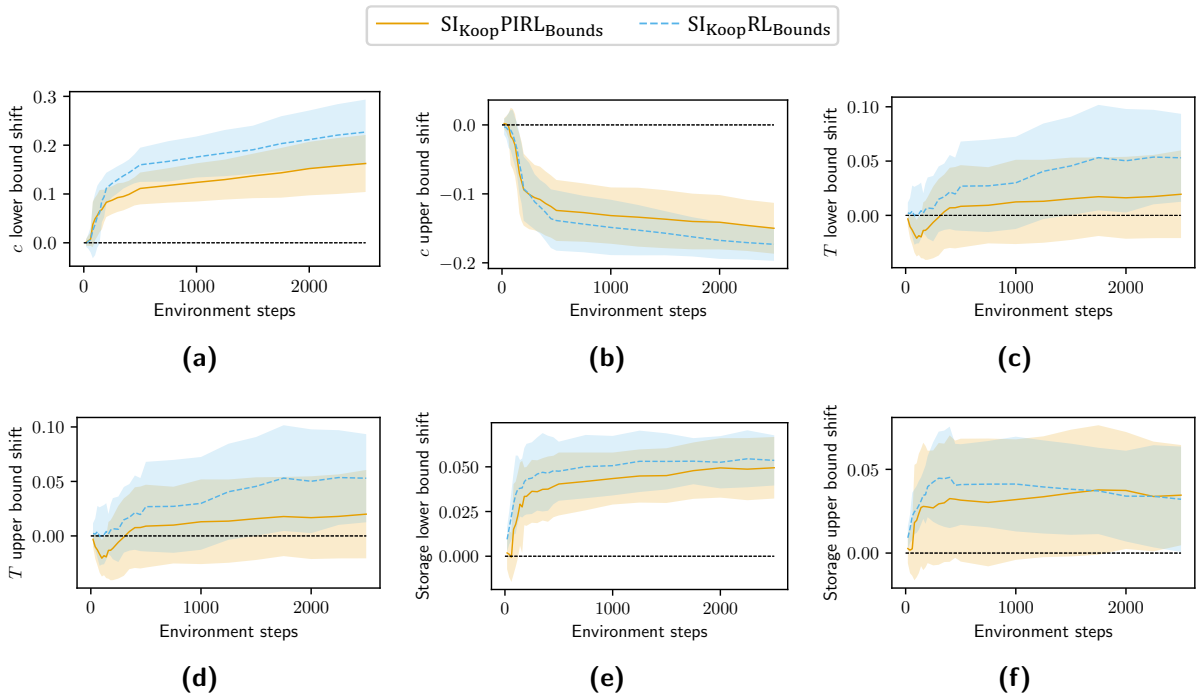 SI_Koop PIRL_Bounds SI_Koop RL_Bounds
0.3
0.2
0.1
0.0
c lower bound shift
0 1000 2000
Environment steps
(a)
0.0
−0.1
−0.2
c upper bound shift
0 1000 2000
Environment steps
(b)
0.10
0.05
0.00
T lower bound shift
0 1000 2000
Environment steps
(c)
0.10
0.05
0.00
T upper bound shift
0 1000 2000
Environment steps
(d)
0.050
0.025
0.000
Storage lower bound shift
0 1000 2000
Environment steps
(e)
0.05
0.00
Storage upper bound shift
0 1000 2000
Environment steps
(f)